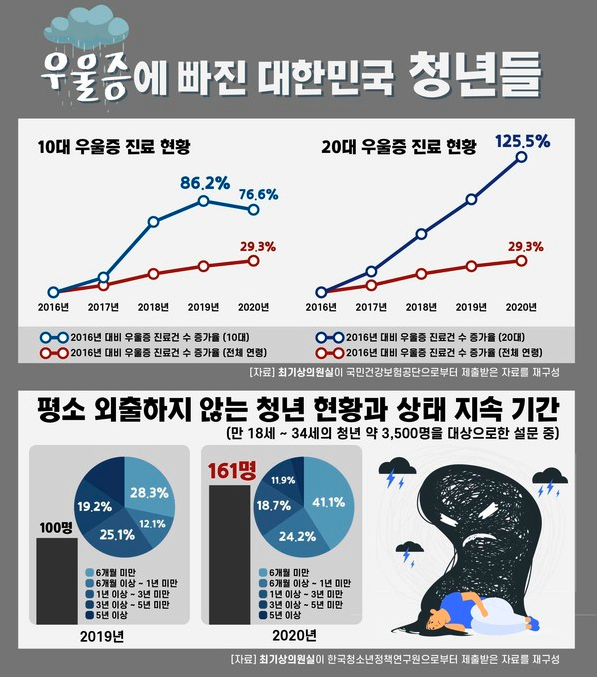 우울증에 빠진 대한민국 청년들
10대 우울증 진료 현황
86.2%
76.6%
29.3%
2016년 2017년 2018년 2019년 2020년
2016년 대비 우울증 진료건 수 증가율 (10대)
2016년 대비 우울증 진료건 수 증가율 (전체 연령)
20대 우울증 진료 현황
125.5%
29.3%
2016년 2017년 2018년 2019년 2020년
2016년 대비 우울증 진료건 수 증가율 (20대)
2016년 대비 우울증 진료건 수 증가율 (전체 연령)
[자료] 최기상의원실이 국민건강보험공단으로부터 제출받은 자료를 재구성
평소 외출하지 않는 청년 현황과 상태 지속 기간
(만 18세 ~ 34세의 청년 약 3,500명을 대상으로한 설문 중)
100명
28.3%
12.1%
25.1%
19.2%
6개월 미만
6개월 이상 ~ 1년 미만
1년 이상 ~ 3년 미만
3년 이상 ~ 5년 미만
5년 이상
2019년
161명
41.1%
24.2%
18.7%
11.9%
6개월 미만
6개월 이상 ~ 1년 미만
1년 이상 ~ 3년 미만
3년 이상 ~ 5년 미만
5년 이상
2020년
[자료] 최기상의원실이 한국청소년정책연구원으로부터 제출받은 자료를 재구성